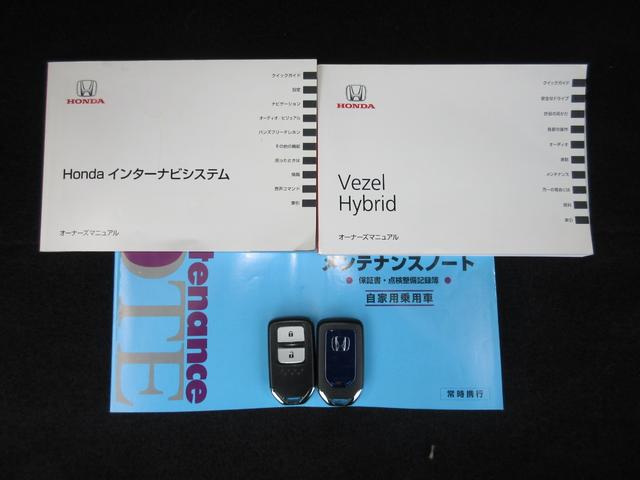 HONDA
Honda インターナビシステム
オーナーズマニュアル
クイックガイド
設定
ナビゲーション
オーディオ/ビジュアル
ハンズフリーテレホン
その他の機能
困ったときは
情報
音声コマンド
索引
HONDA
Vezel
Hybrid
オーナーズマニュアル
クイックガイド
安全なドライブ
計器の見かた
各部の操作
オーディオ
運転
メンテナンス
万一の場合には
資料
索引
メンテナンスノート
保証書・点検整備記録簿
自家用乗用車
常時携行
tenance
OTE